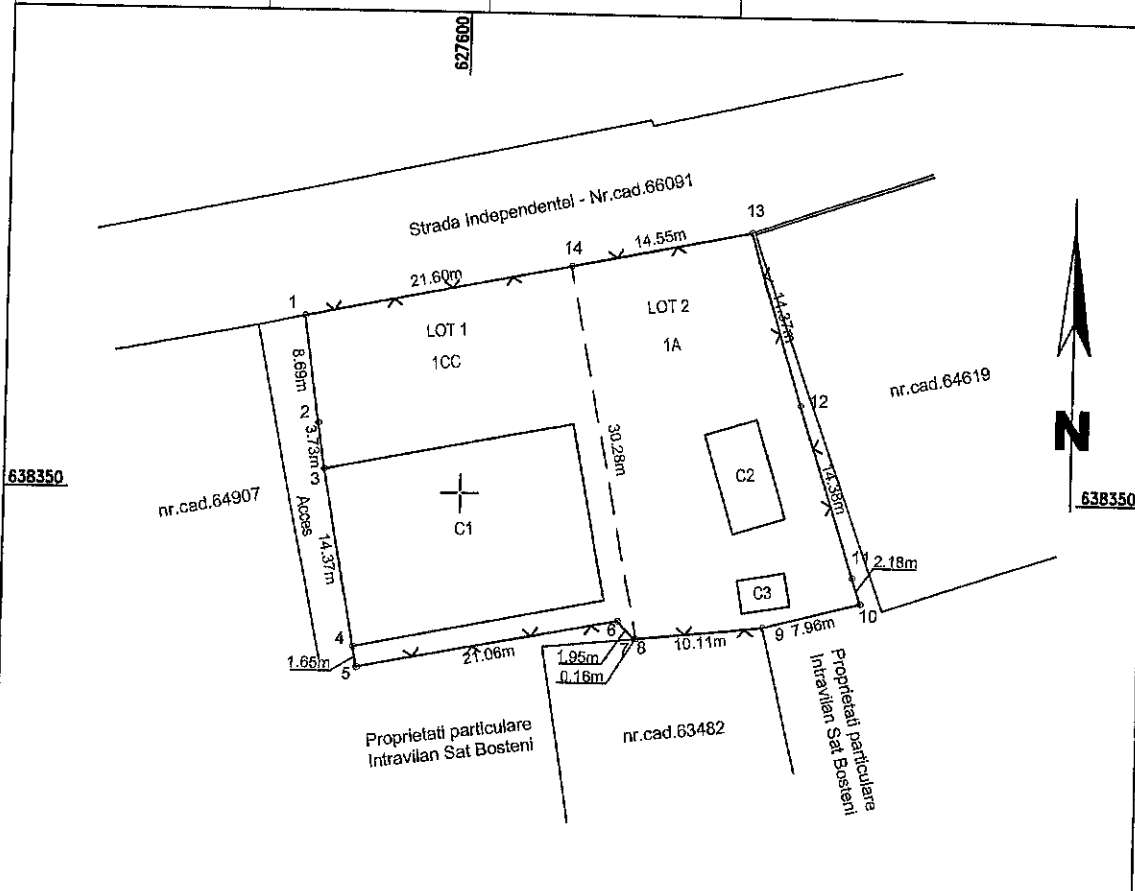 627600
Strada Independentei - Nr.cad.66091
13
14
14.55m
21.60m
1
LOT 1
1CC
LOT 2
1A
14.37m
8.69m
2
3.73m
3
12
nr.cad.64619
N
30.28m
C2
14.38m
638350
638350
nr.cad.64907
Acces
C1
14.37m
11
2.18m
C3
10
4
1.65m
5
21.06m
6
7
8
1.95m
0.16m
10.11m
9
7.96m
Proprietati particulare
Intravilan Sat Bosteni
nr.cad.63482
Proprietati particulare
Intravilan Sat Bosteni